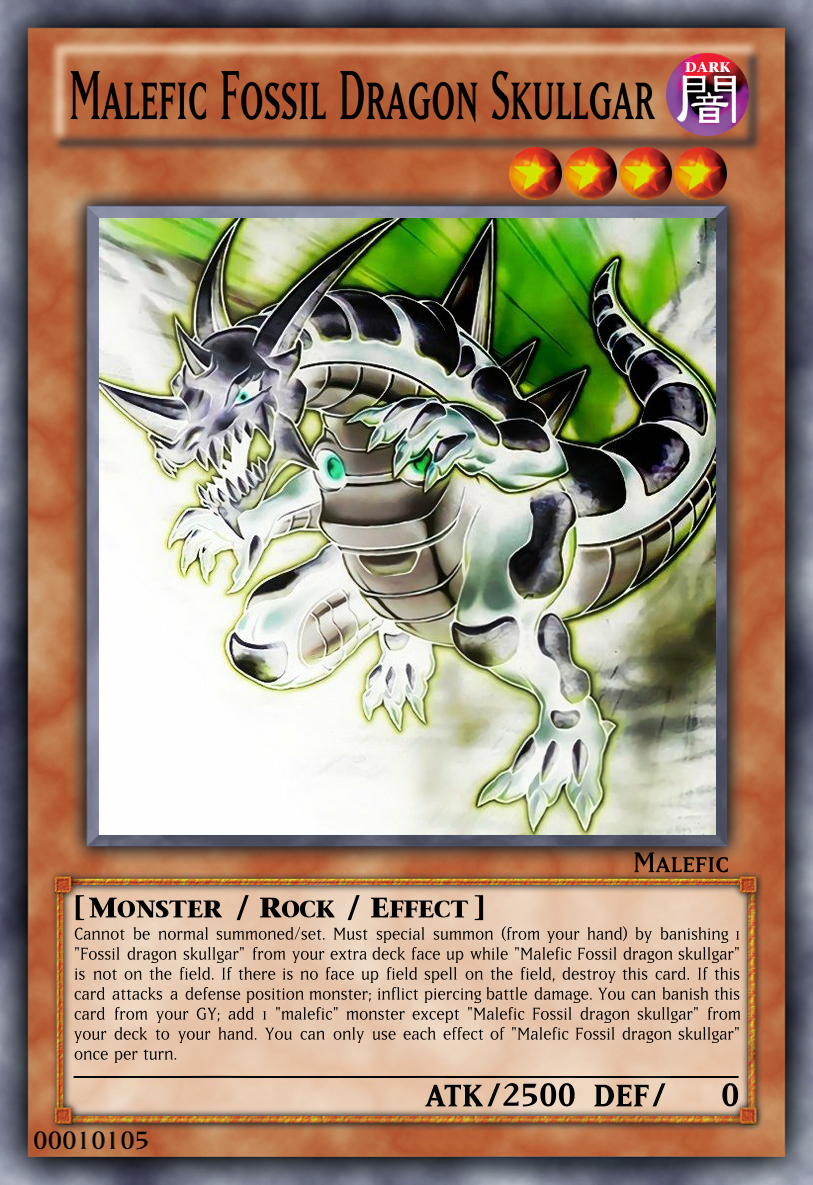 Malefic Fossil Dragon Skullgar
DARK
闇
Malefic
[ Monster / Rock / Effect ]
Cannot be normal summoned/set. Must special summon (from your hand) by banishing 1
"Fossil dragon skullgar" from your extra deck face up while "Malefic Fossil dragon skullgar"
is not on the field. If there is no face up field spell on the field, destroy this card. If this
card attacks a defense position monster; inflict piercing battle damage. You can banish this
card from your GY; add 1 "malefic" monster except "Malefic Fossil dragon skullgar" from
your deck to your hand. You can only use each effect of "Malefic Fossil dragon skullgar"
once per turn.
ATK/2500 DEF/ 0
00010105